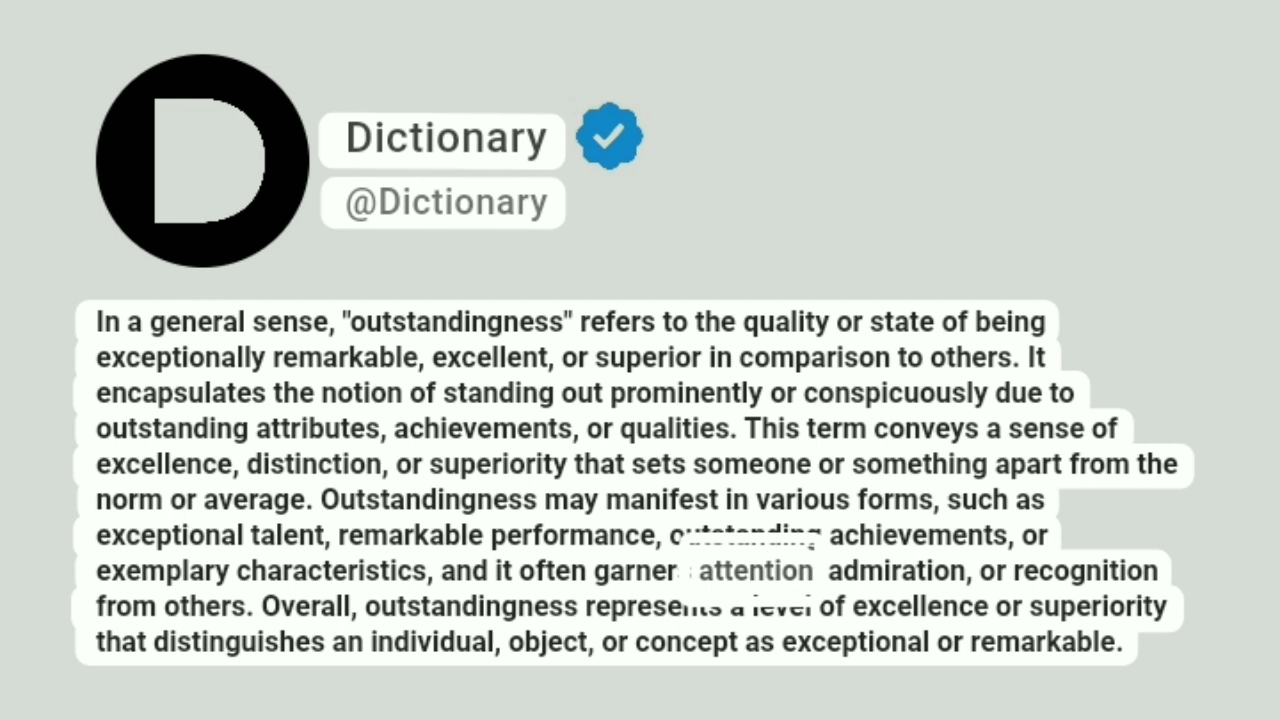 D
Dictionary
@Dictionary
In a general sense, "outstandingness" refers to the quality or state of being
exceptionally remarkable, excellent, or superior in comparison to others. It
encapsulates the notion of standing out prominently or conspicuously due to
outstanding attributes, achievements, or qualities. This term conveys a sense of
excellence, distinction, or superiority that sets someone or something apart from the
norm or average. Outstandingness may manifest in various forms, such as
exceptional talent, remarkable performance, outstanding achievements, or
exemplary characteristics, and it often garners attention admiration, or recognition
from others. Overall, outstandingness represents a level of excellence or superiority
that distinguishes an individual, object, or concept as exceptional or remarkable.